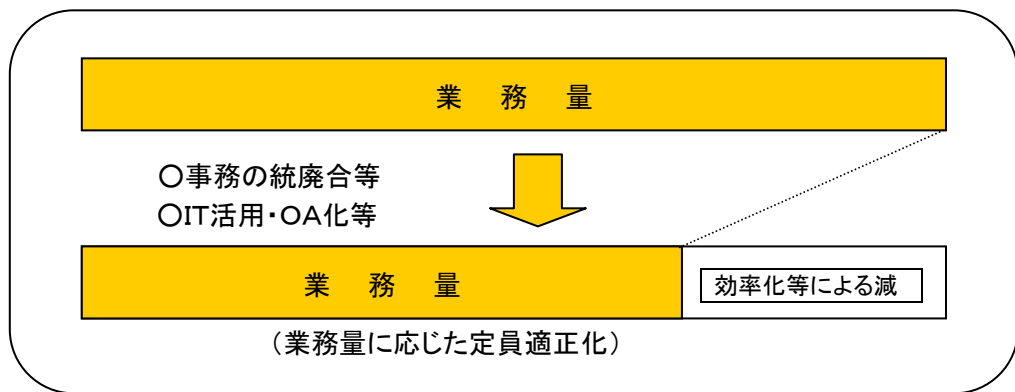 業 務 量
○事務の統廃合等
○IT活用・OA化等
業 務 量
効率化等による減
（業務量に応じた定員適正化）